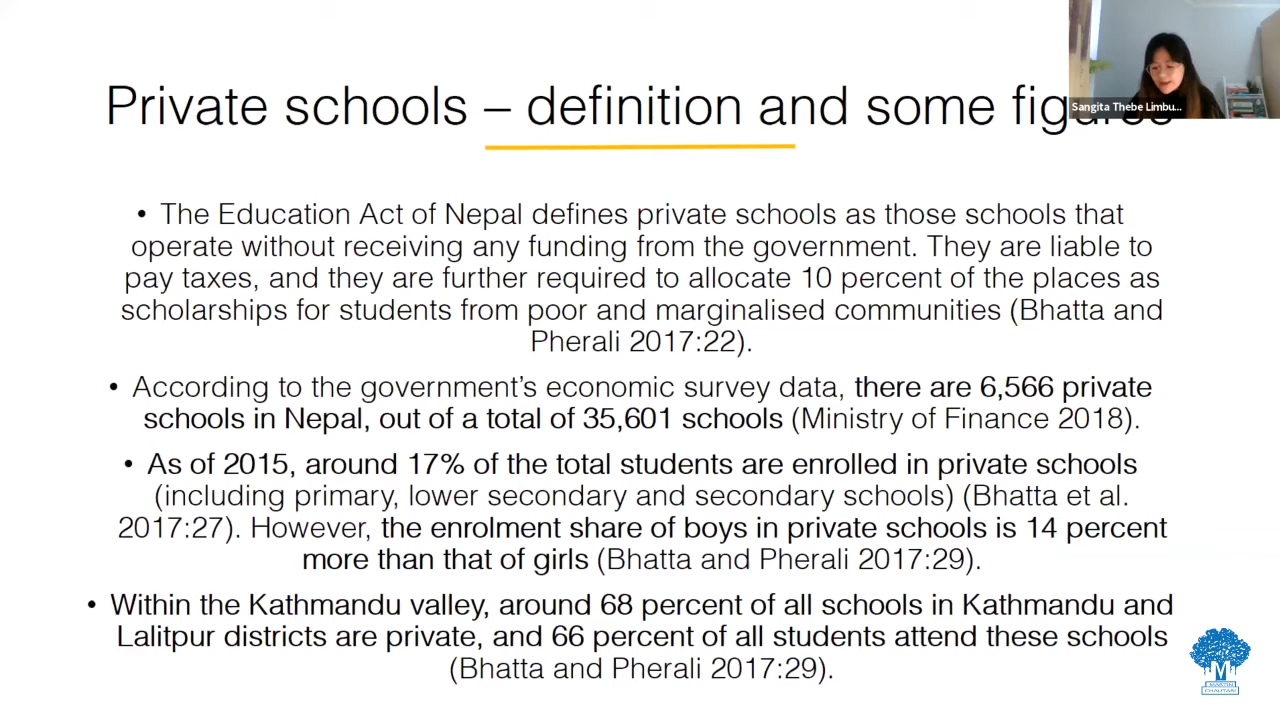 Private schools – definition and some figures
Sangita Thebe Limbu...
• The Education Act of Nepal defines private schools as those schools that
operate without receiving any funding from the government. They are liable to
pay taxes, and they are further required to allocate 10 percent of the places as
scholarships for students from poor and marginalised communities (Bhatta and
Pherali 2017:22).
• According to the government's economic survey data, there are 6,566 private
schools in Nepal, out of a total of 35,601 schools (Ministry of Finance 2018).
• As of 2015, around 17% of the total students are enrolled in private schools
(including primary, lower secondary and secondary schools) (Bhatta et al.
2017:27). However, the enrolment share of boys in private schools is 14 percent
more than that of girls (Bhatta and Pherali 2017:29).
• Within the Kathmandu valley, around 68 percent of all schools in Kathmandu and
Lalitpur districts are private, and 66 percent of all students attend these schools
(Bhatta and Pherali 2017:29).
M
MARTIN
CHAUTARI